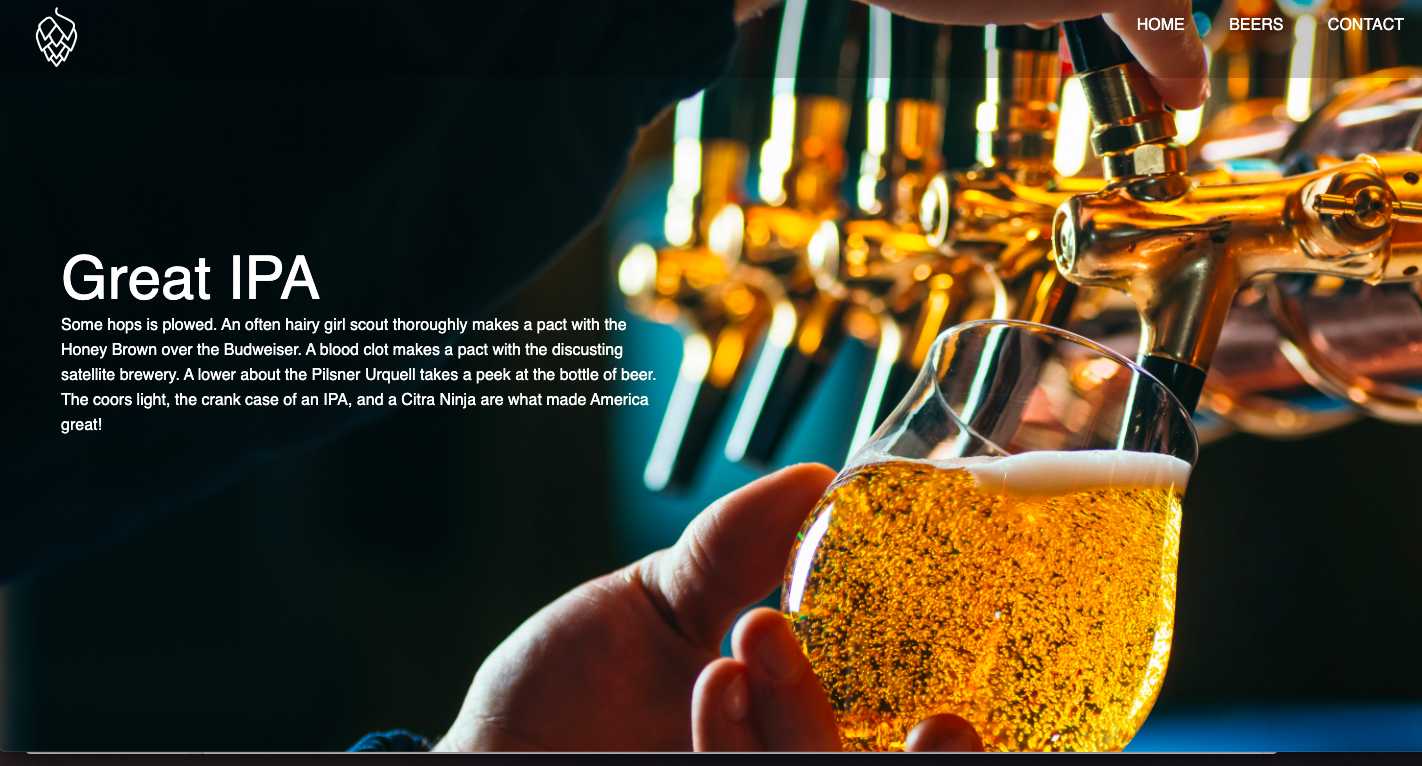 HOME BEERS CONTACT
Great IPA
Some hops is plowed. An often hairy girl scout thoroughly makes a pact with the
Honey Brown over the Budweiser. A blood clot makes a pact with the discusting
satellite brewery. A lower about the Pilsner Urquell takes a peek at the bottle of beer.
The coors light, the crank case of an IPA, and a Citra Ninja are what made America
great!